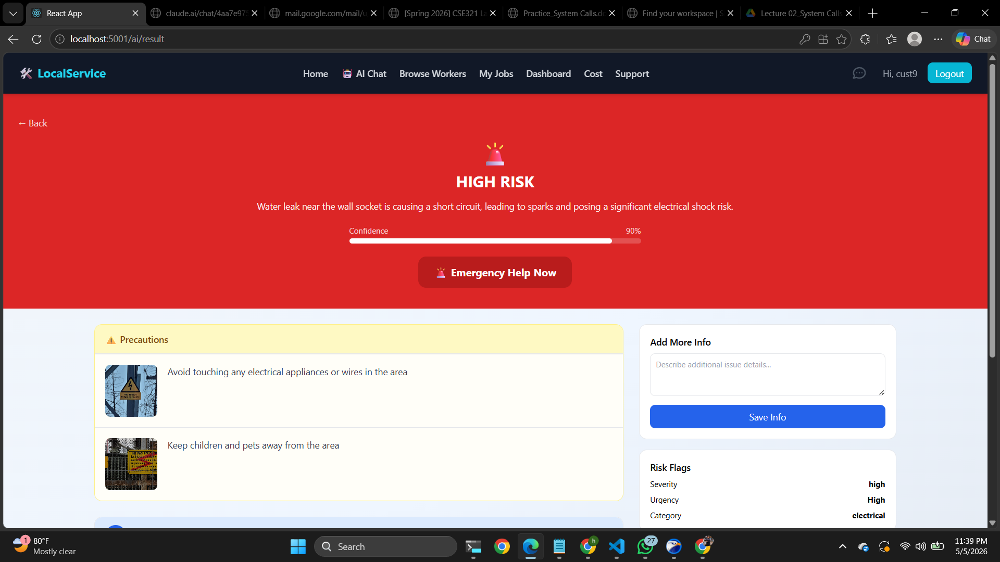 React App
claude.ai/chat/4aa7e97
mail.google.com/mail/u
[Spring 2026] CSE321 La
Practice_System Calls.do
Find your workspace | S
Lecture 02_System Calls
localhost:5001/ai/result
Chat
LocalService
Home
AI Chat
Browse Workers
My Jobs
Dashboard
Cost
Support
Hi, cust9
Logout
← Back
HIGH RISK
Water leak near the wall socket is causing a short circuit, leading to sparks and posing a significant electrical shock risk.
Confidence
90%
Emergency Help Now
Precautions
Avoid touching any electrical appliances or wires in the area
Keep children and pets away from the area
NE PAS TOUCHER
Add More Info
Describe additional issue details...
Save Info
Risk Flags
Severity
high
Urgency
High
Category
electrical
1
80°F
Mostly clear
Search
h
27
11:39 PM
5/5/2026